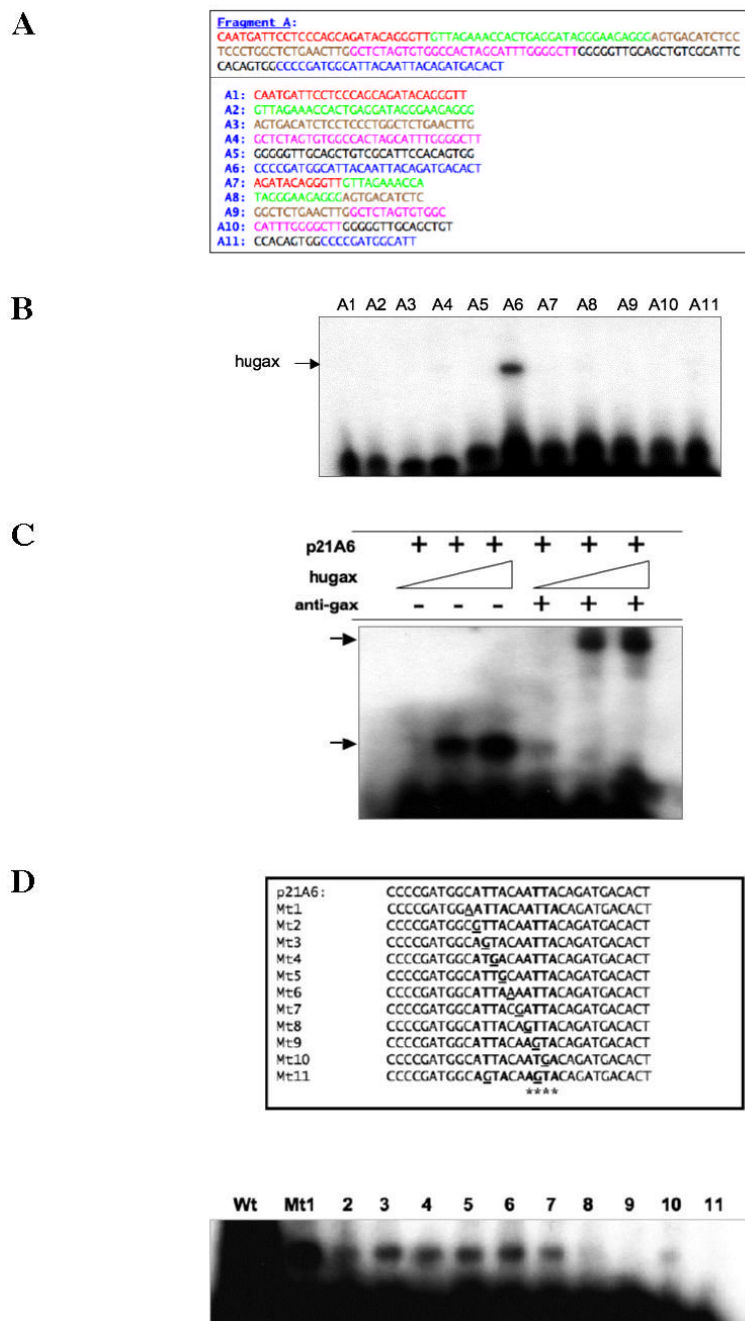 A
Fragment A:
CAATGATTCCTCCCAGCAGATACAGGGTTGTTAGAAACCACTGAGGATAGGGAAGAGGGAGTGACATCTCC
TCCCTGGCTCTGAACTTGGCTCTAGTGTGGCCACTAGCATTTGGGGCTTGGGGGTTGCAGCTGTCGCATTC
CACAGTGGCCCCGATGGCATTACAATTACAGATGACACT
A1: CAATGATTCCTCCCAGCAGATACAGGGTT
A2: GTTAGAAACCACTGAGGATAGGGAAGAGGG
A3: AGTGACATCTCCTCCCTGGCTCTGAACTTG
A4: GCTCTAGTGTGGCCACTAGCATTTGGGGCTT
A5: GGGGGTTGCAGCTGTCGCATTCCACAGTGG
A6: CCCCGATGGCATTACAATTACAGATGACACT
A7: AGATACAGGGTTGTTAGAAACCA
A8: TAGGGAAGAGGGAGTGACATCTC
A9: GGCTCTGAACTTGGCTCTAGTGTGGC
A10: CATTTGGGGCTTGGGGGTTGCAGCTGT
A11: CCACAGTGGCCCCGATGGCATT
B
A1 A2 A3 A4 A5 A6 A7 A8 A9 A10 A11
hugax
C
p21A6 + + + + + +
hugax
anti-gax - - - + + +
D
p21A6: CCCCGATGGCATTACAATTACAGATGACACT
Mt1 CCCCGATGGAATTACAATTACAGATGACACT
Mt2 CCCCGATGGCGTTACAATTACAGATGACACT
Mt3 CCCCGATGGCAGTACAATTACAGATGACACT
Mt4 CCCCGATGGCATGACAATTACAGATGACACT
Mt5 CCCCGATGGCATTGCAATTACAGATGACACT
Mt6 CCCCGATGGCATTAAAATTACAGATGACACT
Mt7 CCCCGATGGCATTACGATTACAGATGACACT
Mt8 CCCCGATGGCATTACAGTTACAGATGACACT
Mt9 CCCCGATGGCATTACAAGTACAGATGACACT
Mt10 CCCCGATGGCATTACAATGACAGATGACACT
Mt11 CCCCGATGGCAGTACAAGTACAGATGACACT
****
Wt Mt1 2 3 4 5 6 7 8 9 10 11